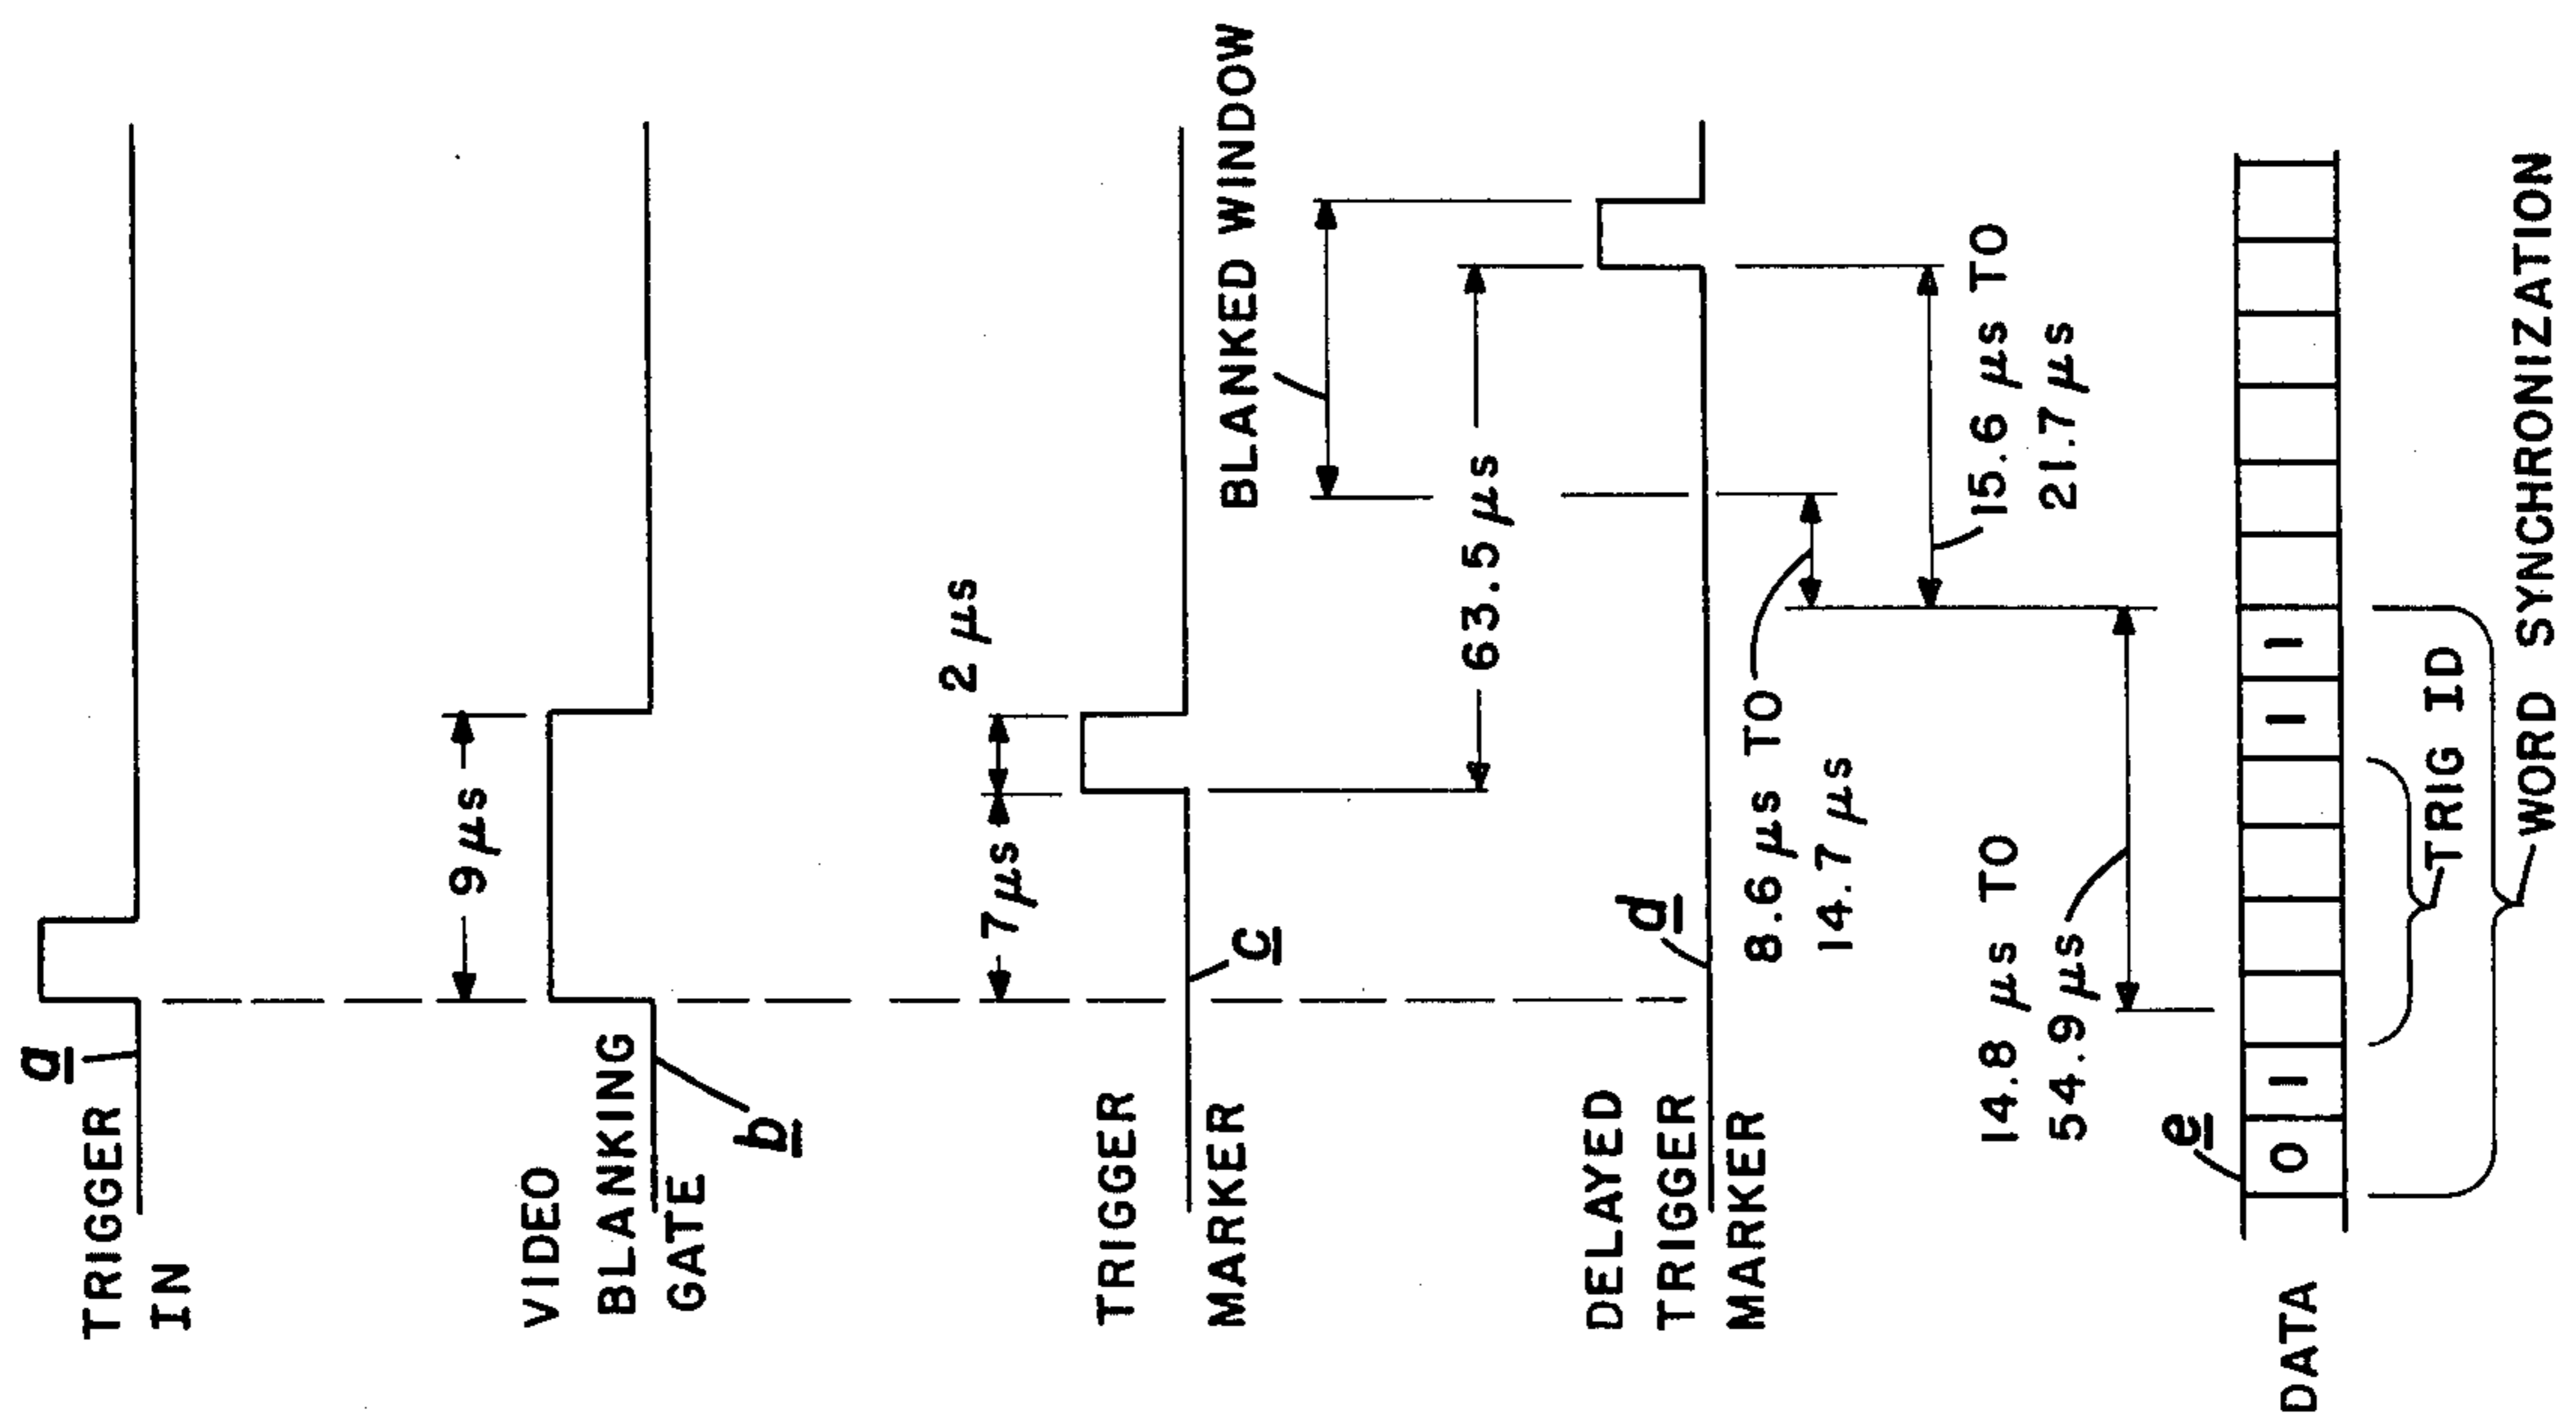 a
TRIGGER
IN
9 µs
VIDEO
BLANKING
GATE
b
2 µs
7 µs
TRIGGER
MARKER
c
BLANKED WINDOW
63.5 µs
DELAYED
TRIGGER
MARKER
d
8.6 µs TO
14.7 µs
15.6 µs TO
21.7 µs
14.8 µs TO
54.9 µs
e
DATA
0 1 1 1
TRIG ID
WORD SYNCHRONIZATION